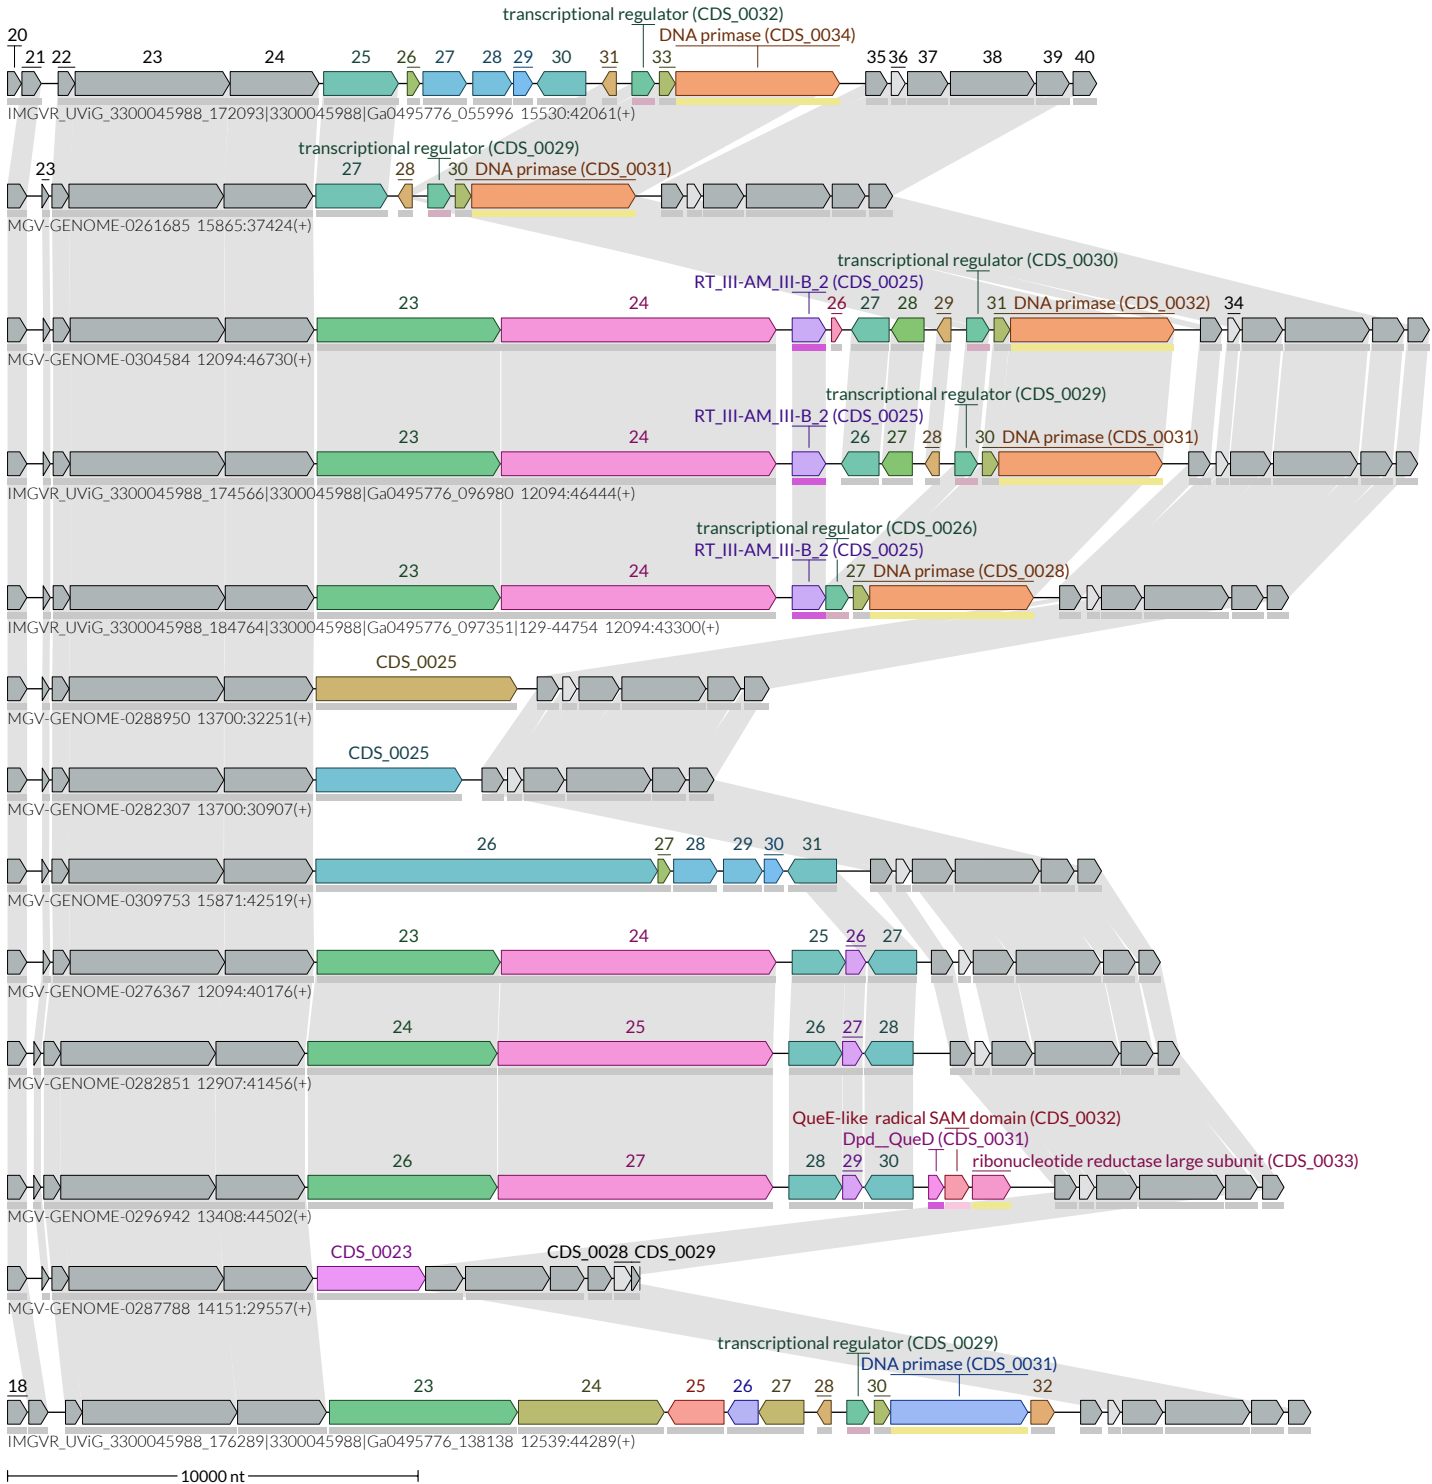 transcriptional regulator (CDS_0032)
20 DNA primase (CDS_0034)
21 22 23 24 25 26 27 28 29 30 31 33 35 36 37 38 39 40
IMGVR_UViG_3300045988_172093|3300045988|Ga0495776_055996 15530:42061(+)
transcriptional regulator (CDS_0029)
23 27 28 30 DNA primase (CDS_0031)
MGV-GENOME-0261685 15865:37424(+)
transcriptional regulator (CDS_0030)
RT_III-AM_III-B_2 (CDS_0025)
23 24 26 27 28 29 31 DNA primase (CDS_0032) 34
MGV-GENOME-0304584 12094:46730(+)
transcriptional regulator (CDS_0029)
RT_III-AM_III-B_2 (CDS_0025)
23 24 26 27 28 30 DNA primase (CDS_0031)
IMGVR_UViG_3300045988_174566|3300045988|Ga0495776_096980 12094:46444(+)
transcriptional regulator (CDS_0026)
RT_III-AM_III-B_2 (CDS_0025)
23 24 27 DNA primase (CDS_0028)
IMGVR_UViG_3300045988_184764|3300045988|Ga0495776_097351|129-44754 12094:43300(+)
CDS_0025
MGV-GENOME-0288950 13700:32251(+)
CDS_0025
MGV-GENOME-0282307 13700:30907(+)
26 27 28 29 30 31
MGV-GENOME-0309753 15871:42519(+)
23 24 25 26 27
MGV-GENOME-0276367 12094:40176(+)
24 25 26 27 28
MGV-GENOME-0282851 12907:41456(+)
QueE-like radical SAM domain (CDS_0032)
Dpd__QueD (CDS_0031)
26 27 28 29 30 ribonucleotide reductase large subunit (CDS_0033)
MGV-GENOME-0296942 13408:44502(+)
CDS_0023 CDS_0028 CDS_0029
MGV-GENOME-0287788 14151:29557(+)
transcriptional regulator (CDS_0029)
DNA primase (CDS_0031)
18 23 24 25 26 27 28 30 32
IMGVR_UViG_3300045988_176289|3300045988|Ga0495776_138138 12539:44289(+)
10000 nt